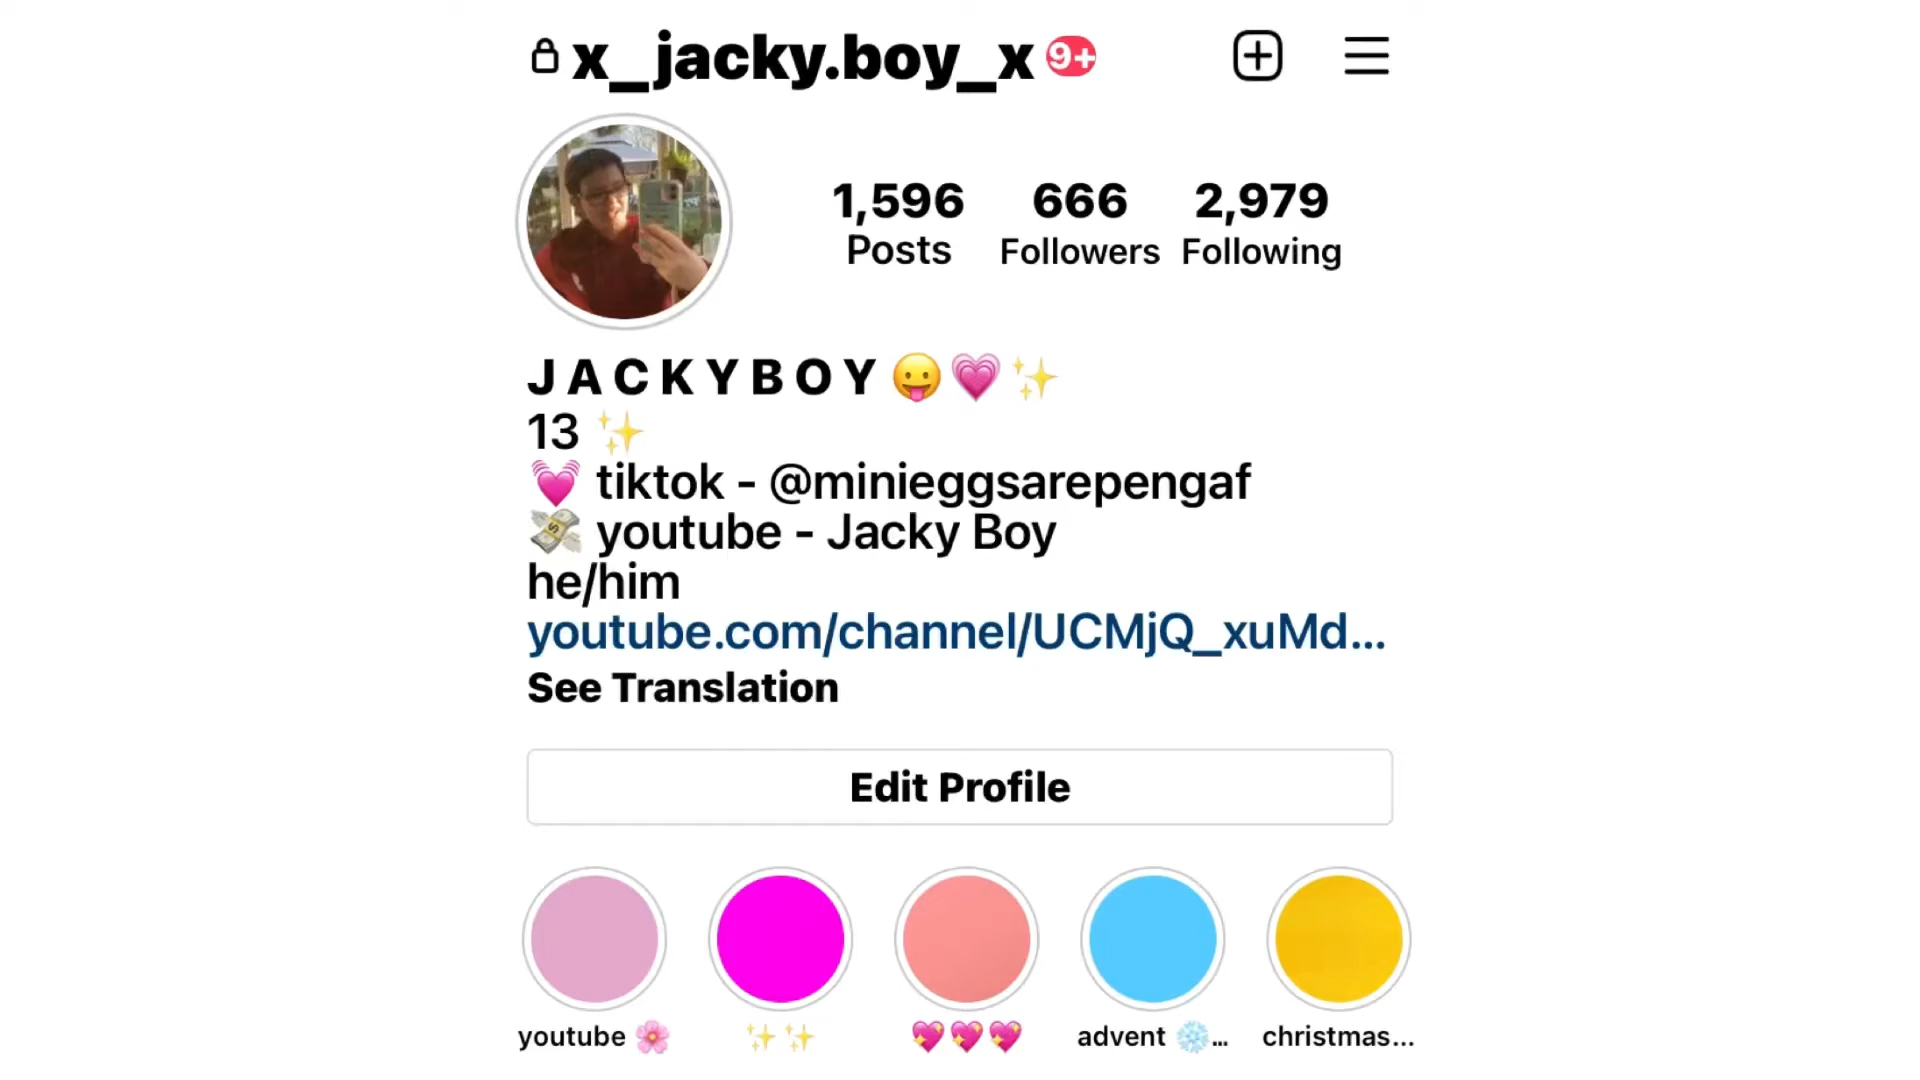 x_jacky.boy_x 9+
1,596 666 2,979
Posts Followers Following
J A C K Y B O Y 😛💗✨
13 ✨
💓 tiktok - @minieggsarepengaf
💸 youtube - Jacky Boy
he/him
youtube.com/channel/UCMjQ_xuMd...
See Translation
Edit Profile
youtube 🌸 ✨✨ 💖💖💖 advent ❄️... christmas...